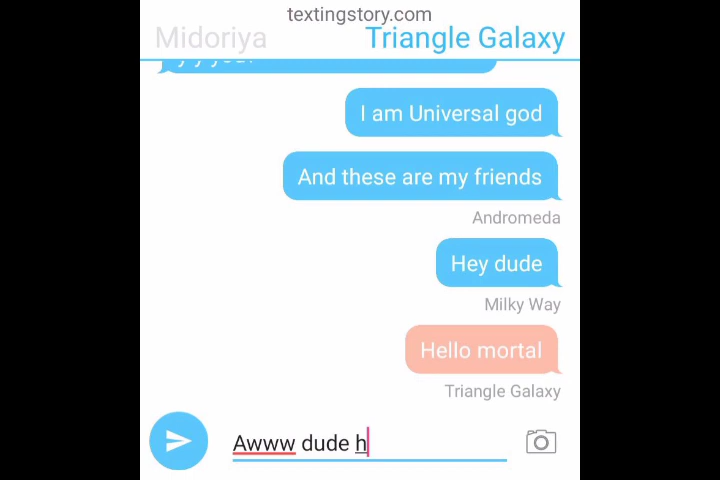 textingstory.com
Midoriya
Triangle Galaxy
I am Universal god
And these are my friends
Andromeda
Hey dude
Milky Way
Hello mortal
Triangle Galaxy
Awww dude h